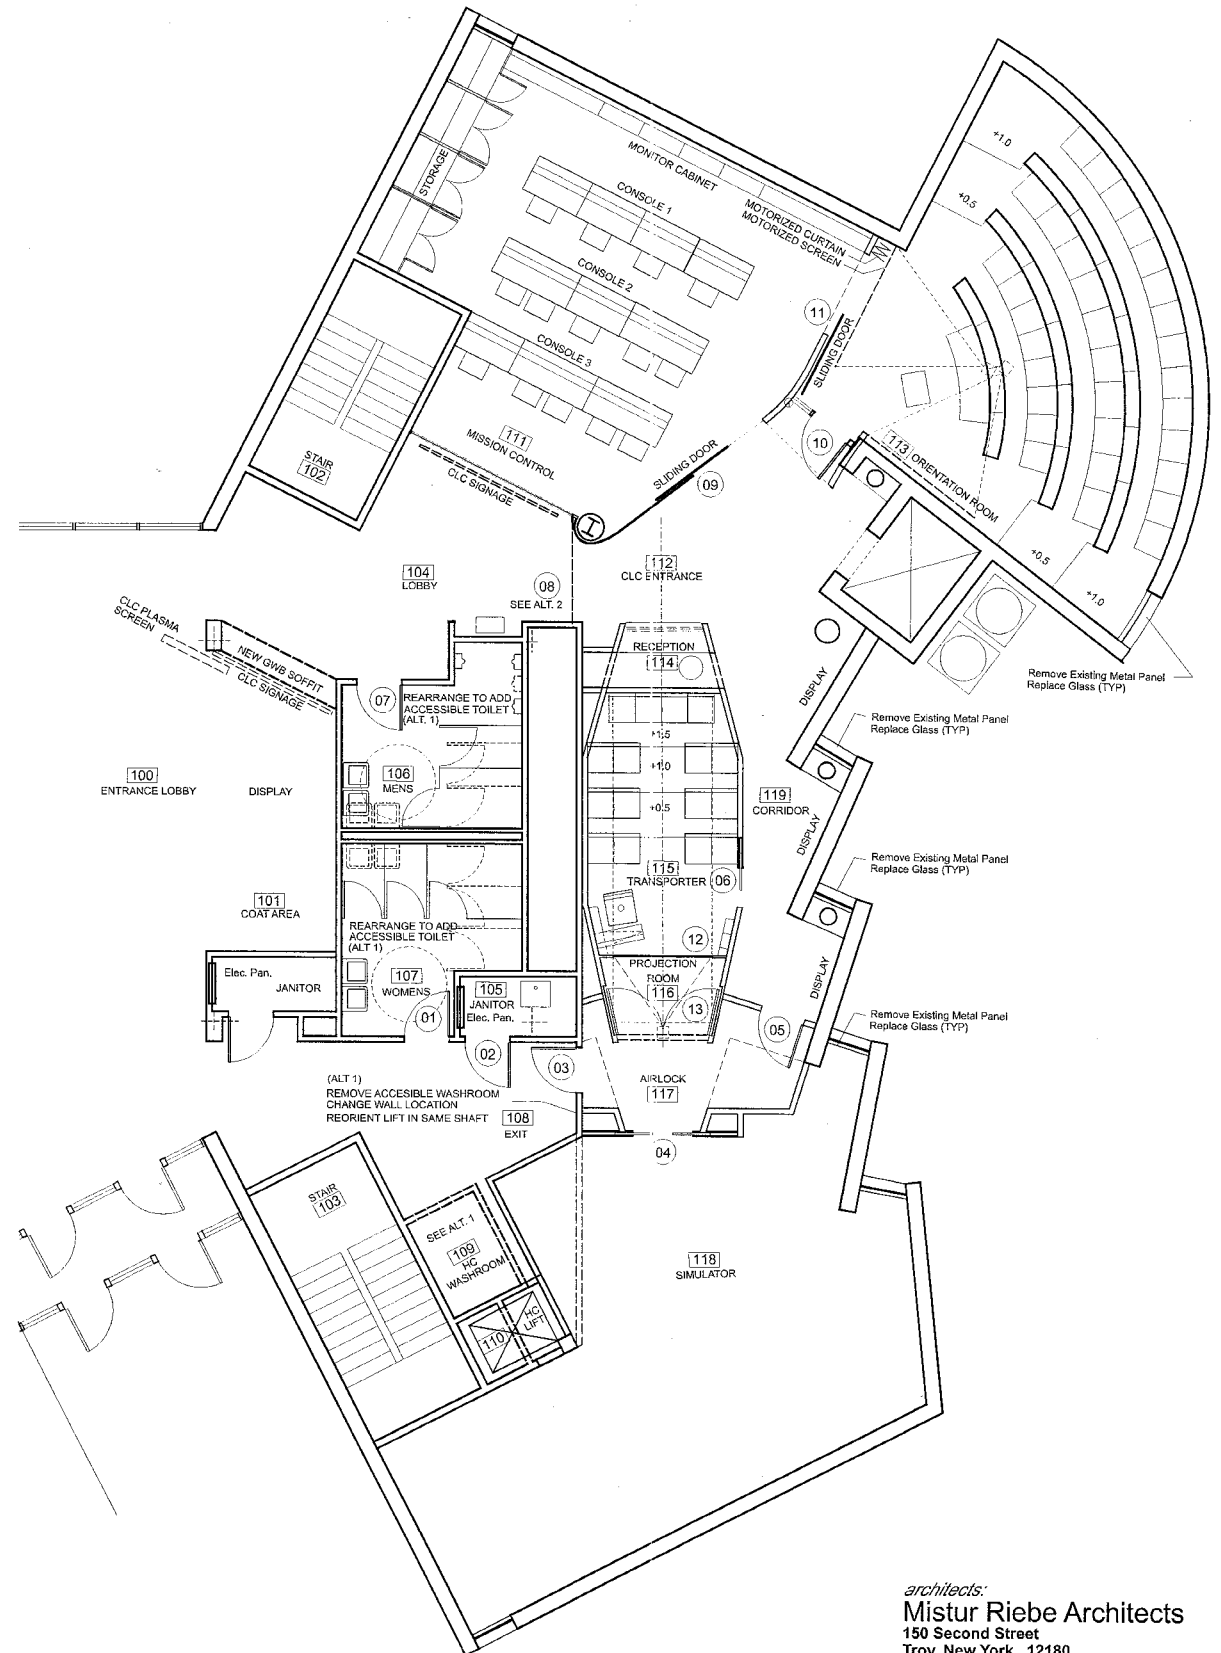 +1.0
+0.5
MONITOR CABINET
STORAGE
CONSOLE 1
MOTORIZED CURTAIN
MOTORIZED SCREEN
CONSOLE 2
11
SLIDING DOOR
CONSOLE 3
111
MISSION CONTROL
CLC SIGNAGE
10
113 ORIENTATION ROOM
STAIR
102
SLIDING DOOR
09
+0.5
+1.0
104
LOBBY
08
SEE ALT. 2
112
CLC ENTRANCE
CLC PLASMA
SCREEN
NEW GWB SOFFIT
CLC SIGNAGE
RECEPTION
114
DISPLAY
Remove Existing Metal Panel
Replace Glass (TYP)
07
REARRANGE TO ADD
ACCESSIBLE TOILET
(ALT. 1)
Remove Existing Metal Panel
Replace Glass (TYP)
+1.5
+1.0
+0.5
100
ENTRANCE LOBBY
DISPLAY
106
MENS
119
CORRIDOR
DISPLAY
Remove Existing Metal Panel
Replace Glass (TYP)
115
TRANSPORTER
06
101
COAT AREA
REARRANGE TO ADD
ACCESSIBLE TOILET
(ALT 1)
12
Elec. Pan.
JANITOR
107
WOMENS
105
JANITOR
Elec. Pan.
PROJECTION
ROOM
116
13
DISPLAY
01
02
03
05
Remove Existing Metal Panel
Replace Glass (TYP)
(ALT 1)
REMOVE ACCESIBLE WASHROOM
CHANGE WALL LOCATION
REORIENT LIFT IN SAME SHAFT
108
EXIT
AIRLOCK
117
04
STAIR
103
SEE ALT. 1
109
HC
WASHROOM
110
HC
LIFT
118
SIMULATOR
architects:
Mistur Riebe Architects
150 Second Street
Troy, New York 12180